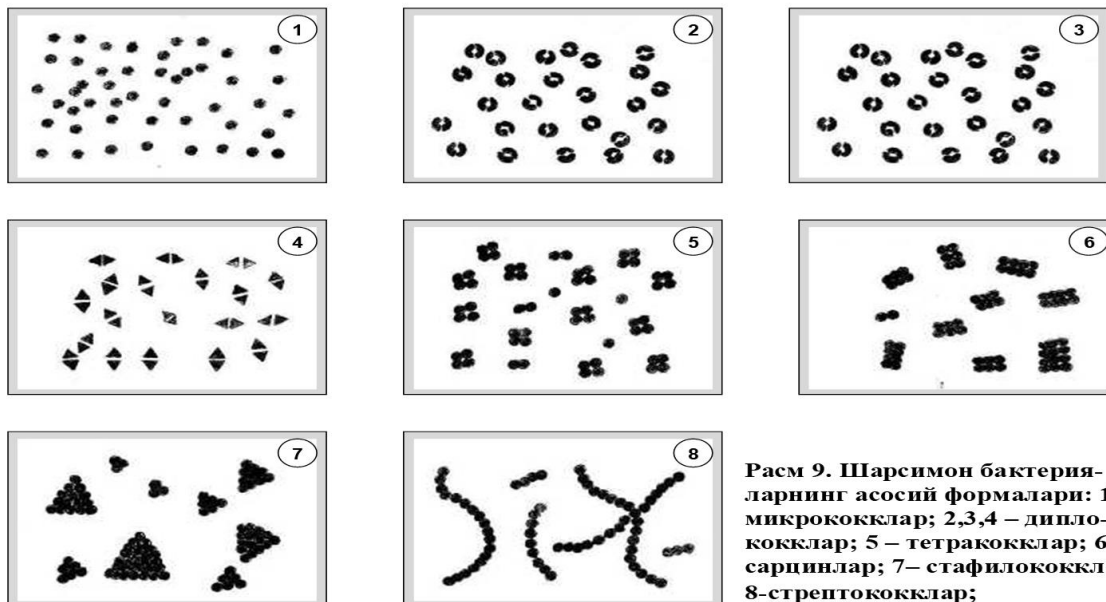 1
2
3
4
5
6
7
8
Расм 9. Шарсимон бактерия-
ларнинг асосий формалари: 1
микрококклар; 2,3,4 – дипло-
кокклар; 5 – тетракокклар; 6
сарцинлар; 7– стафилококкл
8-стрептококклар;